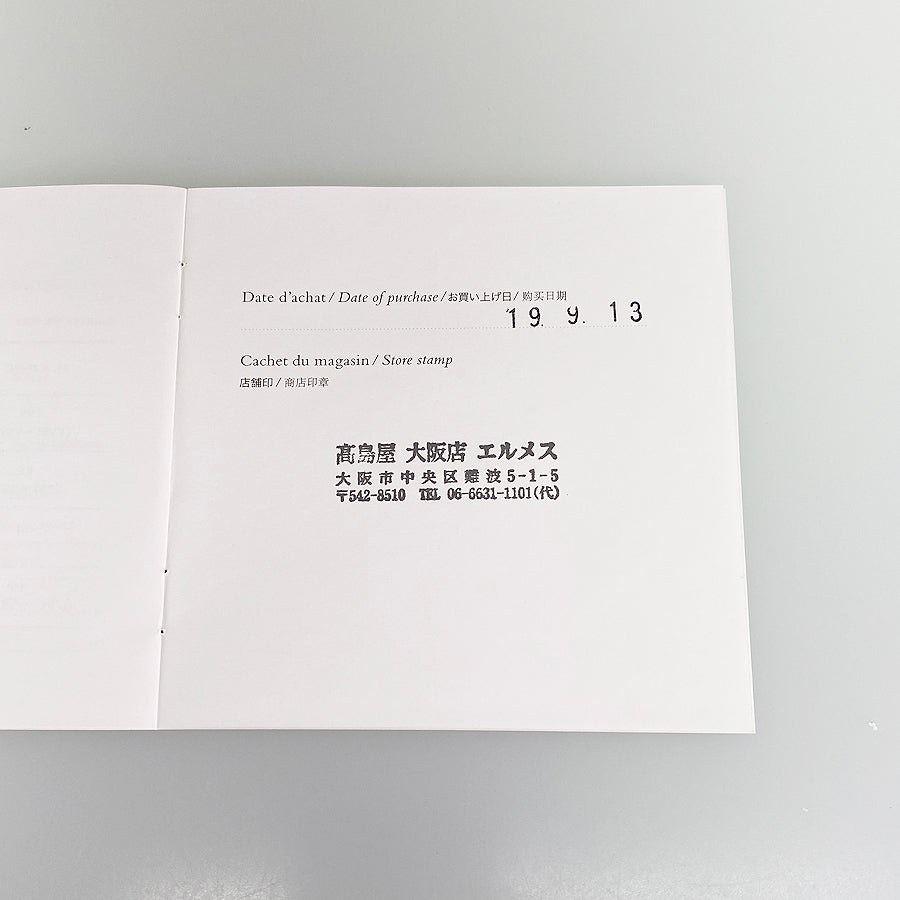 Date d'achat / Date of purchase / お買い上げ日 / 购买日期
19. 9. 13
Cachet du magasin / Store stamp
店舗印 / 商店印章
髙島屋 大阪店 エルメス
大阪市中央区難波5-1-5
〒542-8510 TEL 06-6631-1101(代)